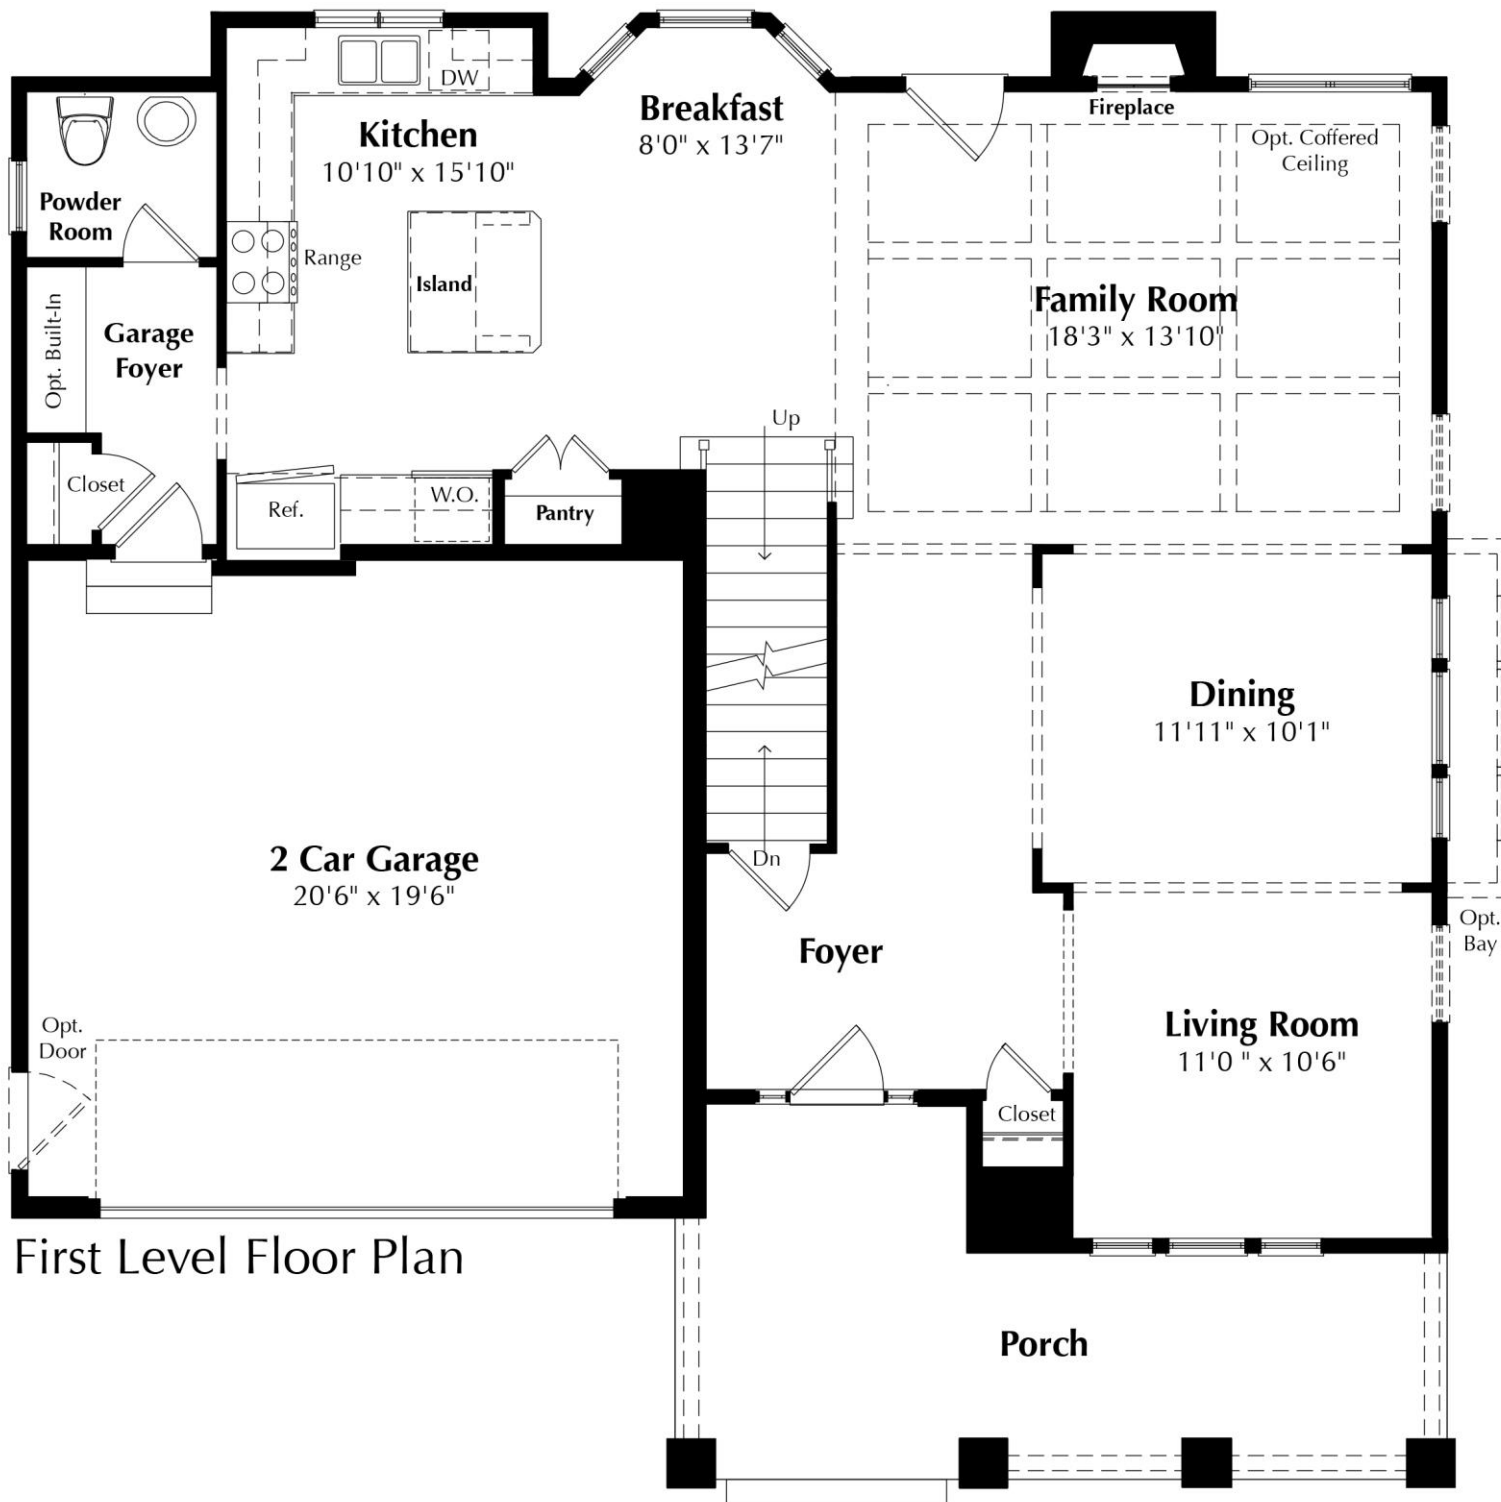 DW
Kitchen
10'10" x 15'10"
Breakfast
8'0" x 13'7"
Fireplace
Opt. Coffered
Ceiling
Powder
Room
Range
Island
Family Room
18'3" x 13'10"
Opt. Built-In
Garage
Foyer
Up
Closet
Ref.
W.O.
Pantry
Dining
11'11" x 10'1"
2 Car Garage
20'6" x 19'6"
Dn
Foyer
Opt.
Bay
Living Room
11'0 " x 10'6"
Opt.
Door
Closet
First Level Floor Plan
Porch